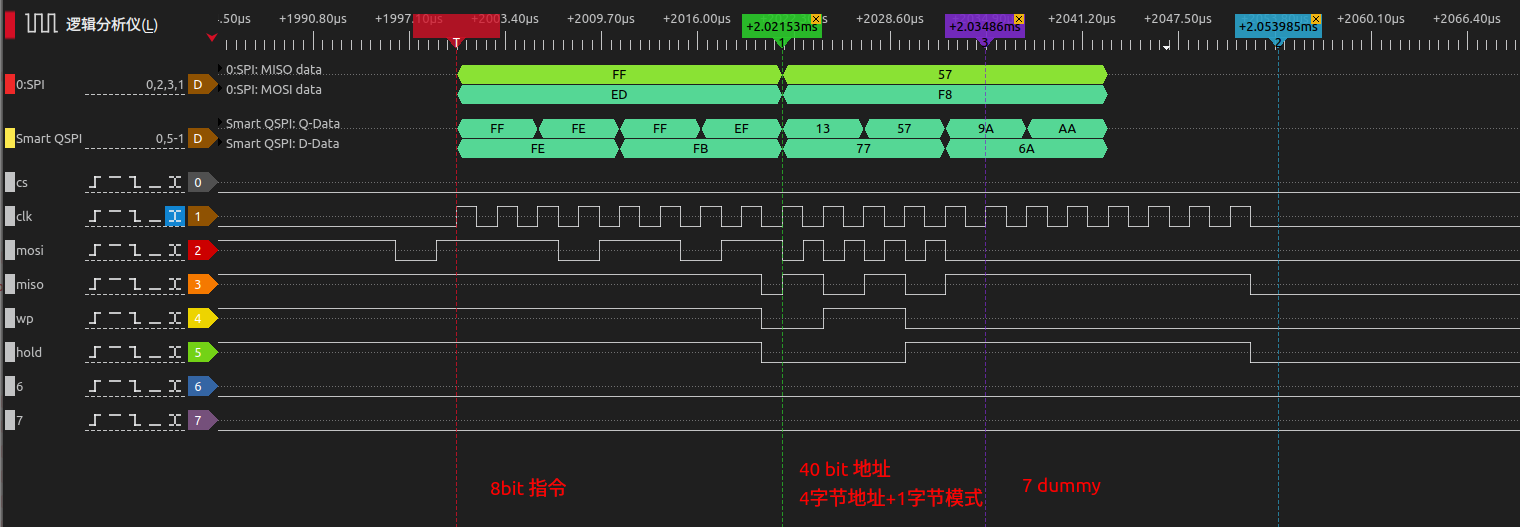 逻辑分析仪(L)
.50µs +1990.80µs +1997.10µs +2003.40µs +2009.70µs +2016.00µs +2.02153ms +2028.60µs +2.03486ms +2041.20µs +2047.50µs +2.053985ms +2060.10µs +2066.40µs
T 1 3 2
0:SPI 0,2,3,1 D
0:SPI: MISO data FF 57
0:SPI: MOSI data ED F8
Smart QSPI 0,5-1 D
Smart QSPI: Q-Data FF FE FF EF 13 57 9A AA
Smart QSPI: D-Data FE FB 77 6A
cs 0
clk 1
mosi 2
miso 3
wp 4
hold 5
6 6
7 7
8bit 指令
40 bit 地址
4字节地址+1字节模式
7 dummy